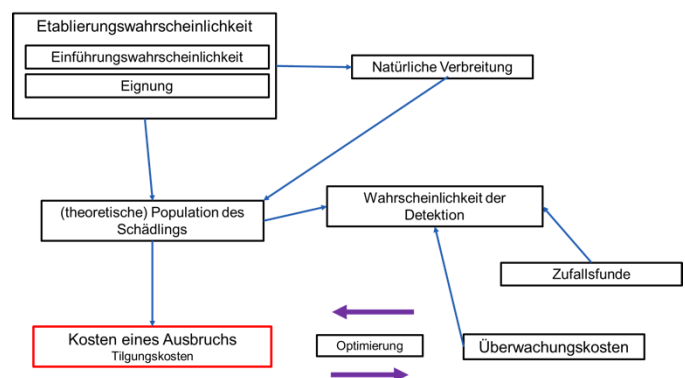 Etablierungswahrscheinlichkeit
Einführungswahrscheinlichkeit
Eignung
Natürliche Verbreitung
(theoretische) Population des
Schädlings
Wahrscheinlichkeit der
Detektion
Zufallsfunde
Kosten eines Ausbruchs
Tilgungskosten
Optimierung
Überwachungskosten